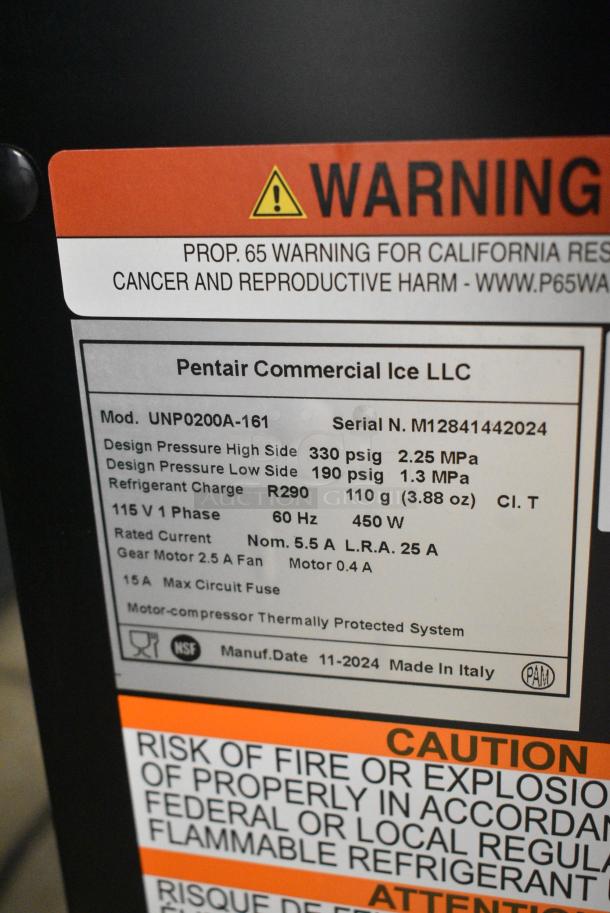 WARNING
PROP. 65 WARNING FOR CALIFORNIA RES
CANCER AND REPRODUCTIVE HARM - WWW.P65WA
Pentair Commercial Ice LLC
Mod. UNP0200A-161 Serial N. M12841442024
Design Pressure High Side 330 psig 2.25 MPa
Design Pressure Low Side 190 psig 1.3 MPa
Refrigerant Charge R290 110 g (3.88 oz) Cl. T
115 V 1 Phase 60 Hz 450 W
Rated Current Nom. 5.5 A L.R.A. 25 A
Gear Motor 2.5 A Fan Motor 0.4 A
15 A Max Circuit Fuse
Motor-compressor Thermally Protected System
NSF Manuf.Date 11-2024 Made In Italy PAM
CAUTION
RISK OF FIRE OR EXPLOSIO
OF PROPERLY IN ACCORDAN
FEDERAL OR LOCAL REGULA
FLAMMABLE REFRIGERANT
ATTENTION
RISQUE DE FE